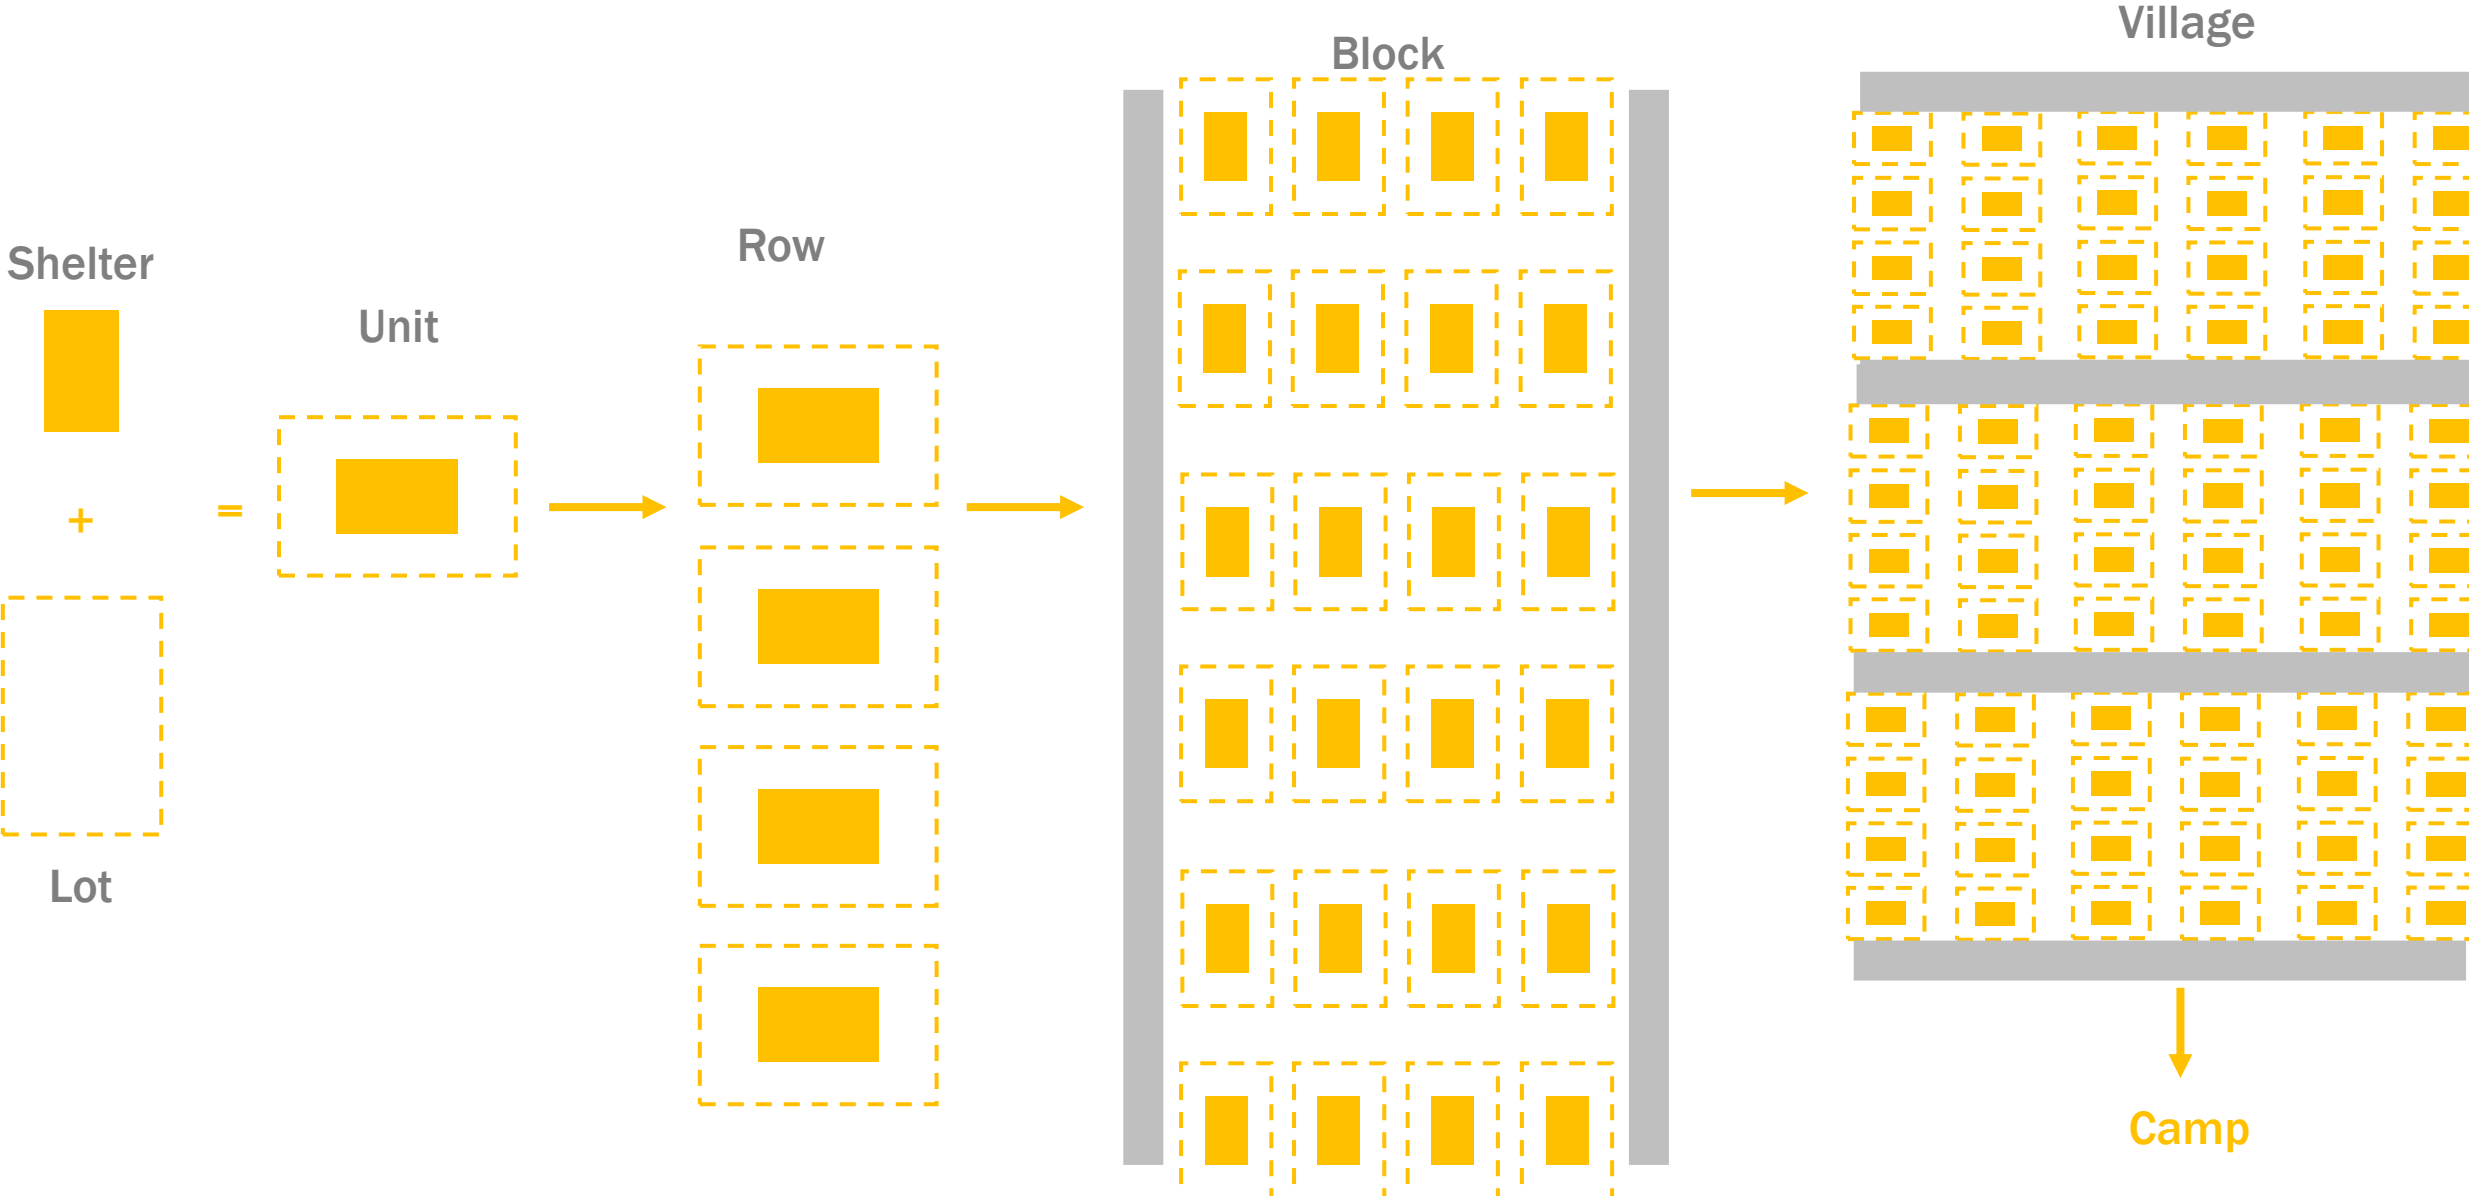 Shelter
+
Lot
=
Unit
Row
Block
Village
Camp